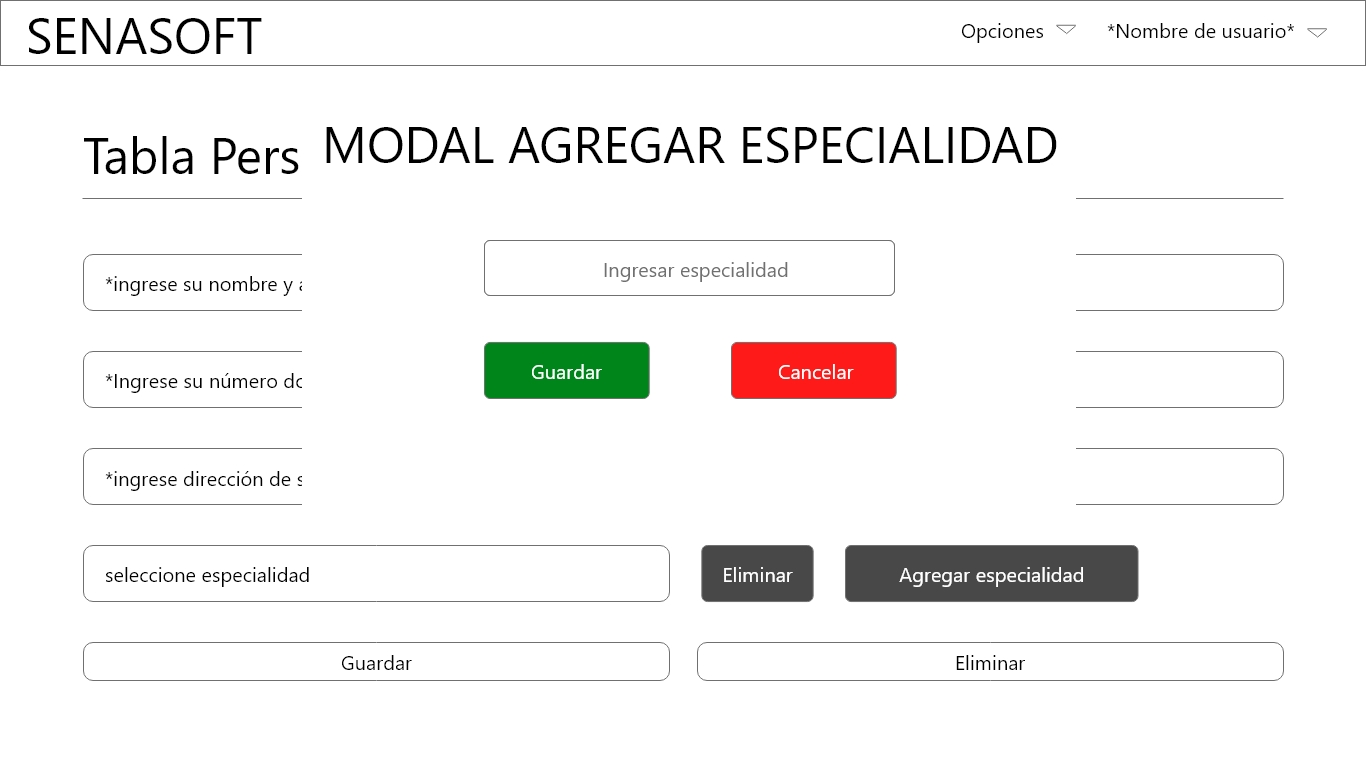 SENASOFT
Opciones
*Nombre de usuario*
Tabla Pers
MODAL AGREGAR ESPECIALIDAD
*ingrese su nombre y
Ingresar especialidad
*Ingrese su número
Guardar
Cancelar
*ingrese dirección de
seleccione especialidad
Eliminar
Agregar especialidad
Guardar
Eliminar